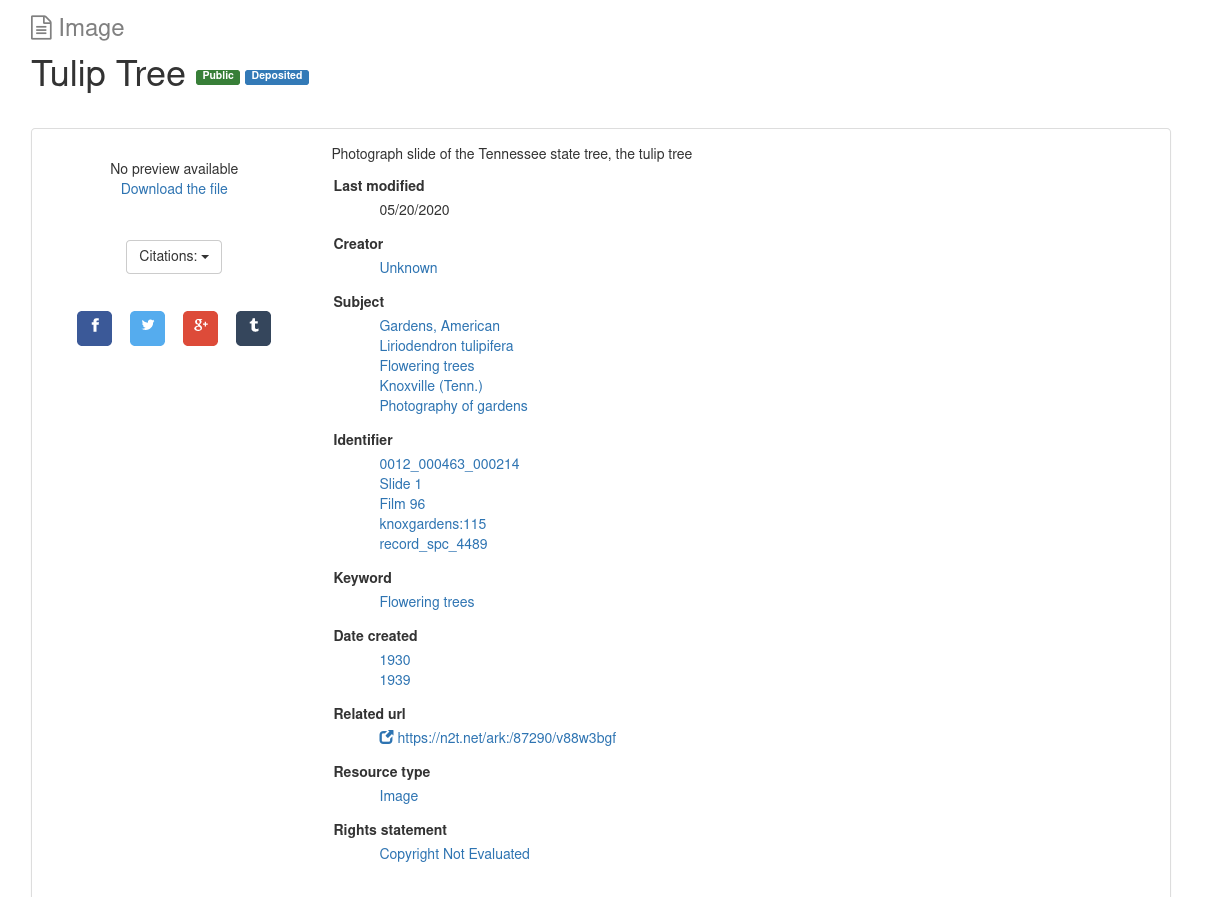 Image
Tulip Tree Public Deposited
No preview available
Download the file
Citations:
f
g+
t
Photograph slide of the Tennessee state tree, the tulip tree
Last modified
05/20/2020
Creator
Unknown
Subject
Gardens, American
Liriodendron tulipifera
Flowering trees
Knoxville (Tenn.)
Photography of gardens
Identifier
0012_000463_000214
Slide 1
Film 96
knoxgardens:115
record_spc_4489
Keyword
Flowering trees
Date created
1930
1939
Related url
https://n2t.net/ark:/87290/v88w3bgf
Resource type
Image
Rights statement
Copyright Not Evaluated